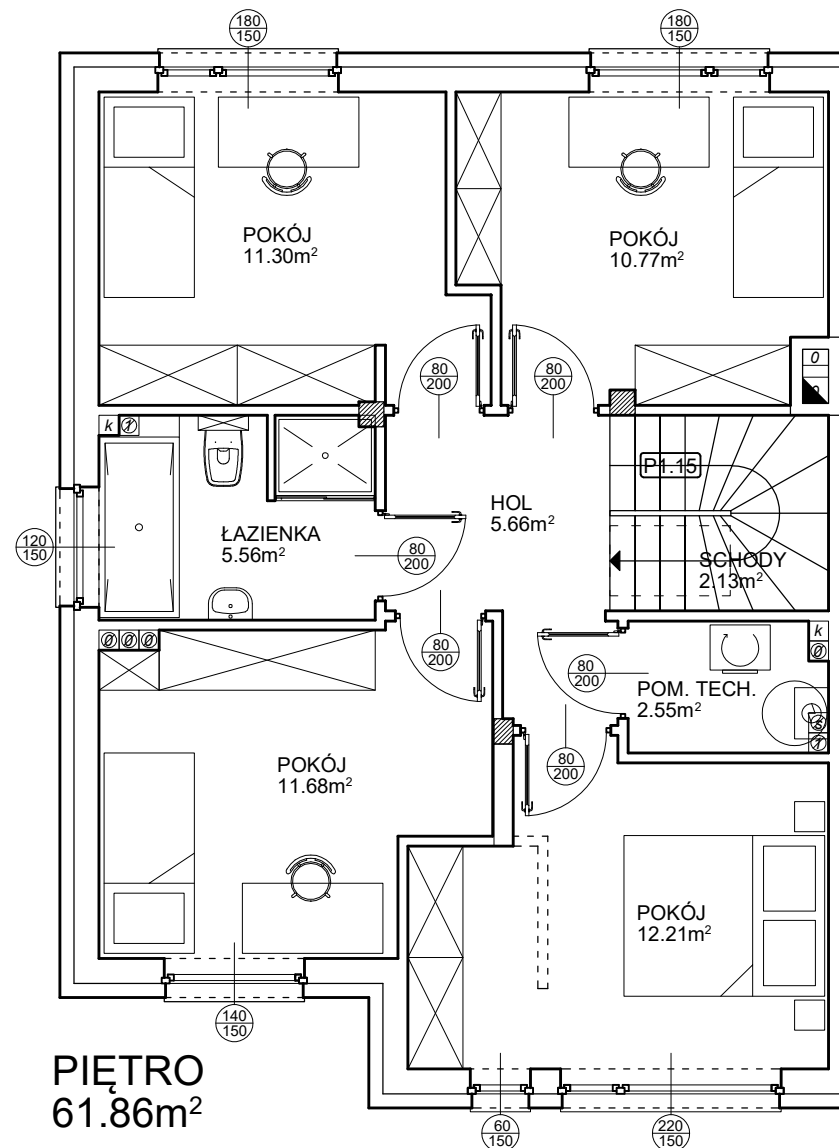 180
150
180
150
POKÓJ
11.30m²
POKÓJ
10.77m²
0
80
200
80
200
k
P1.15
HOL
5.66m²
ŁAZIENKA
5.56m²
120
150
80
200
SCHODY
2.13m²
80
200
k
80
200
POM. TECH.
2.55m²
POKÓJ
11.68m²
80
200
POKÓJ
12.21m²
140
150
PIĘTRO
61.86m²
60
150
220
150